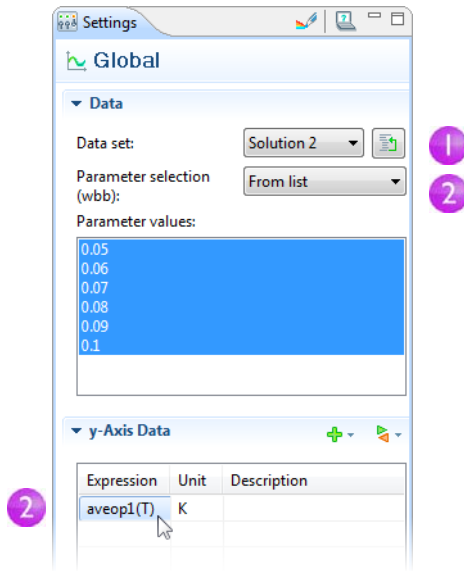 Settings
Global
Data
Data set: Solution 2
1
Parameter selection (wbb): From list
2
Parameter values:
0.05
0.06
0.07
0.08
0.09
0.1
y-Axis Data
Expression Unit Description
2
aveop1(T) K